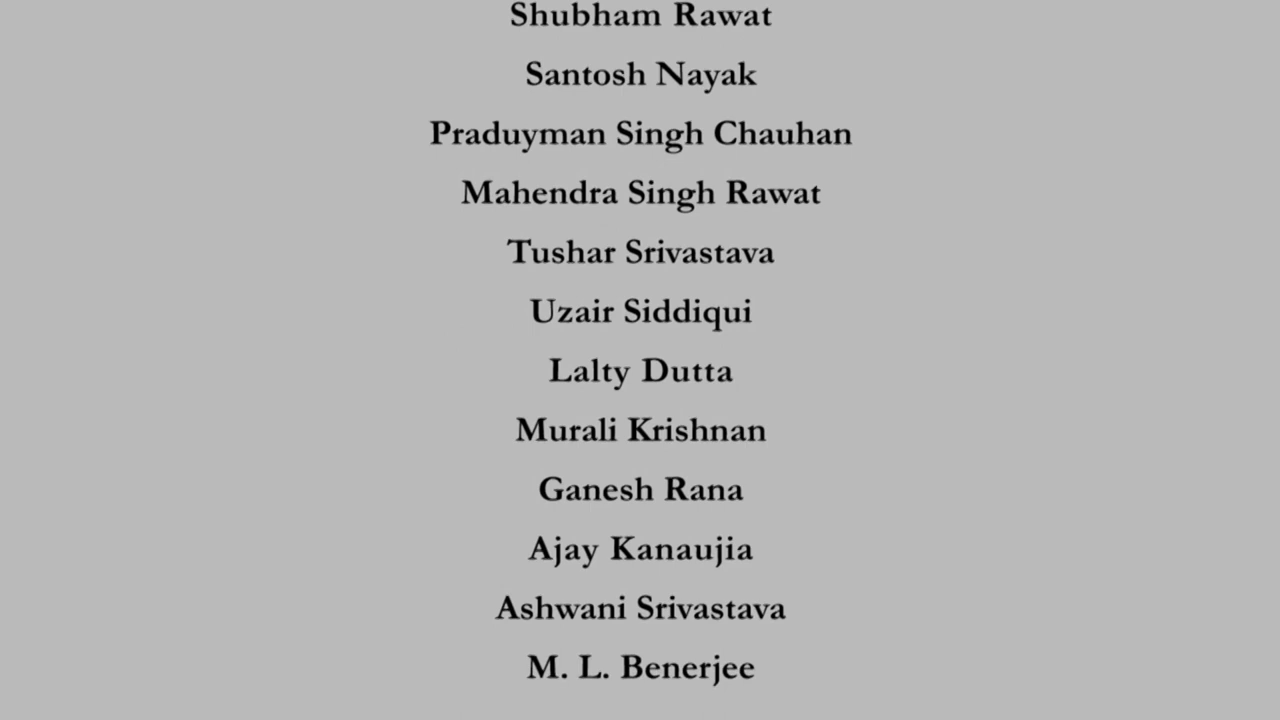 Shubham Rawat
Santosh Nayak
Praduyman Singh Chauhan
Mahendra Singh Rawat
Tushar Srivastava
Uzair Siddiqui
Lalty Dutta
Murali Krishnan
Ganesh Rana
Ajay Kanaujia
Ashwani Srivastava
M. L. Benerjee